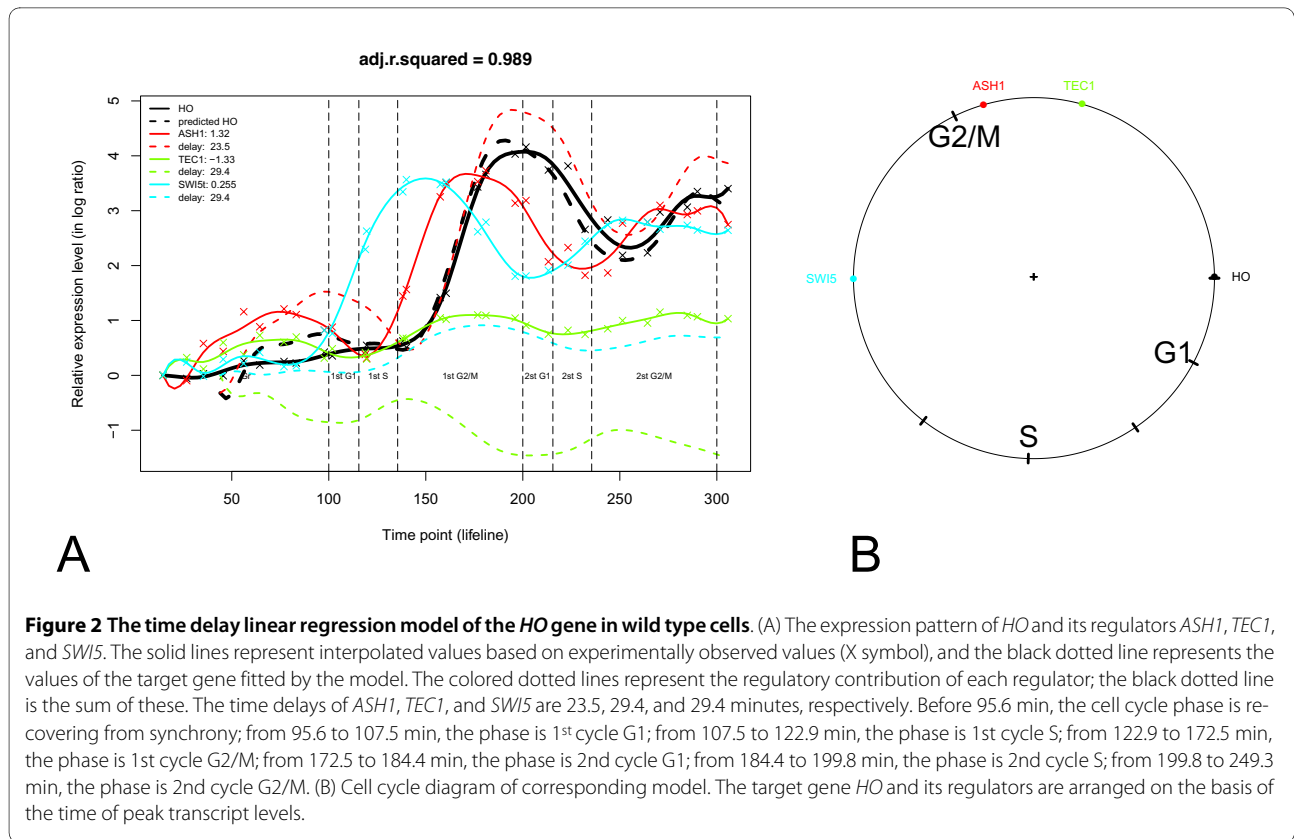 adj.r.squared = 0.989
Relative expression level (in log ratio)
5
4
3
2
1
0
−1
HO
predicted HO
ASH1: 1.32
delay: 23.5
TEC1: −1.33
delay: 29.4
SWI5t: 0.255
delay: 29.4
1st G1
1st S
1st G2/M
2st G1
2st S
2st G2/M
50 100 150 200 250 300
Time point (lifeline)
A
ASH1
TEC1
G2/M
SWI5
HO
G1
S
B
Figure 2 The time delay linear regression model of the HO gene in wild type cells. (A) The expression pattern of HO and its regulators ASH1, TEC1,
and SWI5. The solid lines represent interpolated values based on experimentally observed values (X symbol), and the black dotted line represents the
values of the target gene fitted by the model. The colored dotted lines represent the regulatory contribution of each regulator; the black dotted line
is the sum of these. The time delays of ASH1, TEC1, and SWI5 are 23.5, 29.4, and 29.4 minutes, respectively. Before 95.6 min, the cell cycle phase is re-
covering from synchrony; from 95.6 to 107.5 min, the phase is 1st cycle G1; from 107.5 to 122.9 min, the phase is 1st cycle S; from 122.9 to 172.5 min,
the phase is 1st cycle G2/M; from 172.5 to 184.4 min, the phase is 2nd cycle G1; from 184.4 to 199.8 min, the phase is 2nd cycle S; from 199.8 to 249.3
min, the phase is 2nd cycle G2/M. (B) Cell cycle diagram of corresponding model. The target gene HO and its regulators are arranged on the basis of
the time of peak transcript levels.